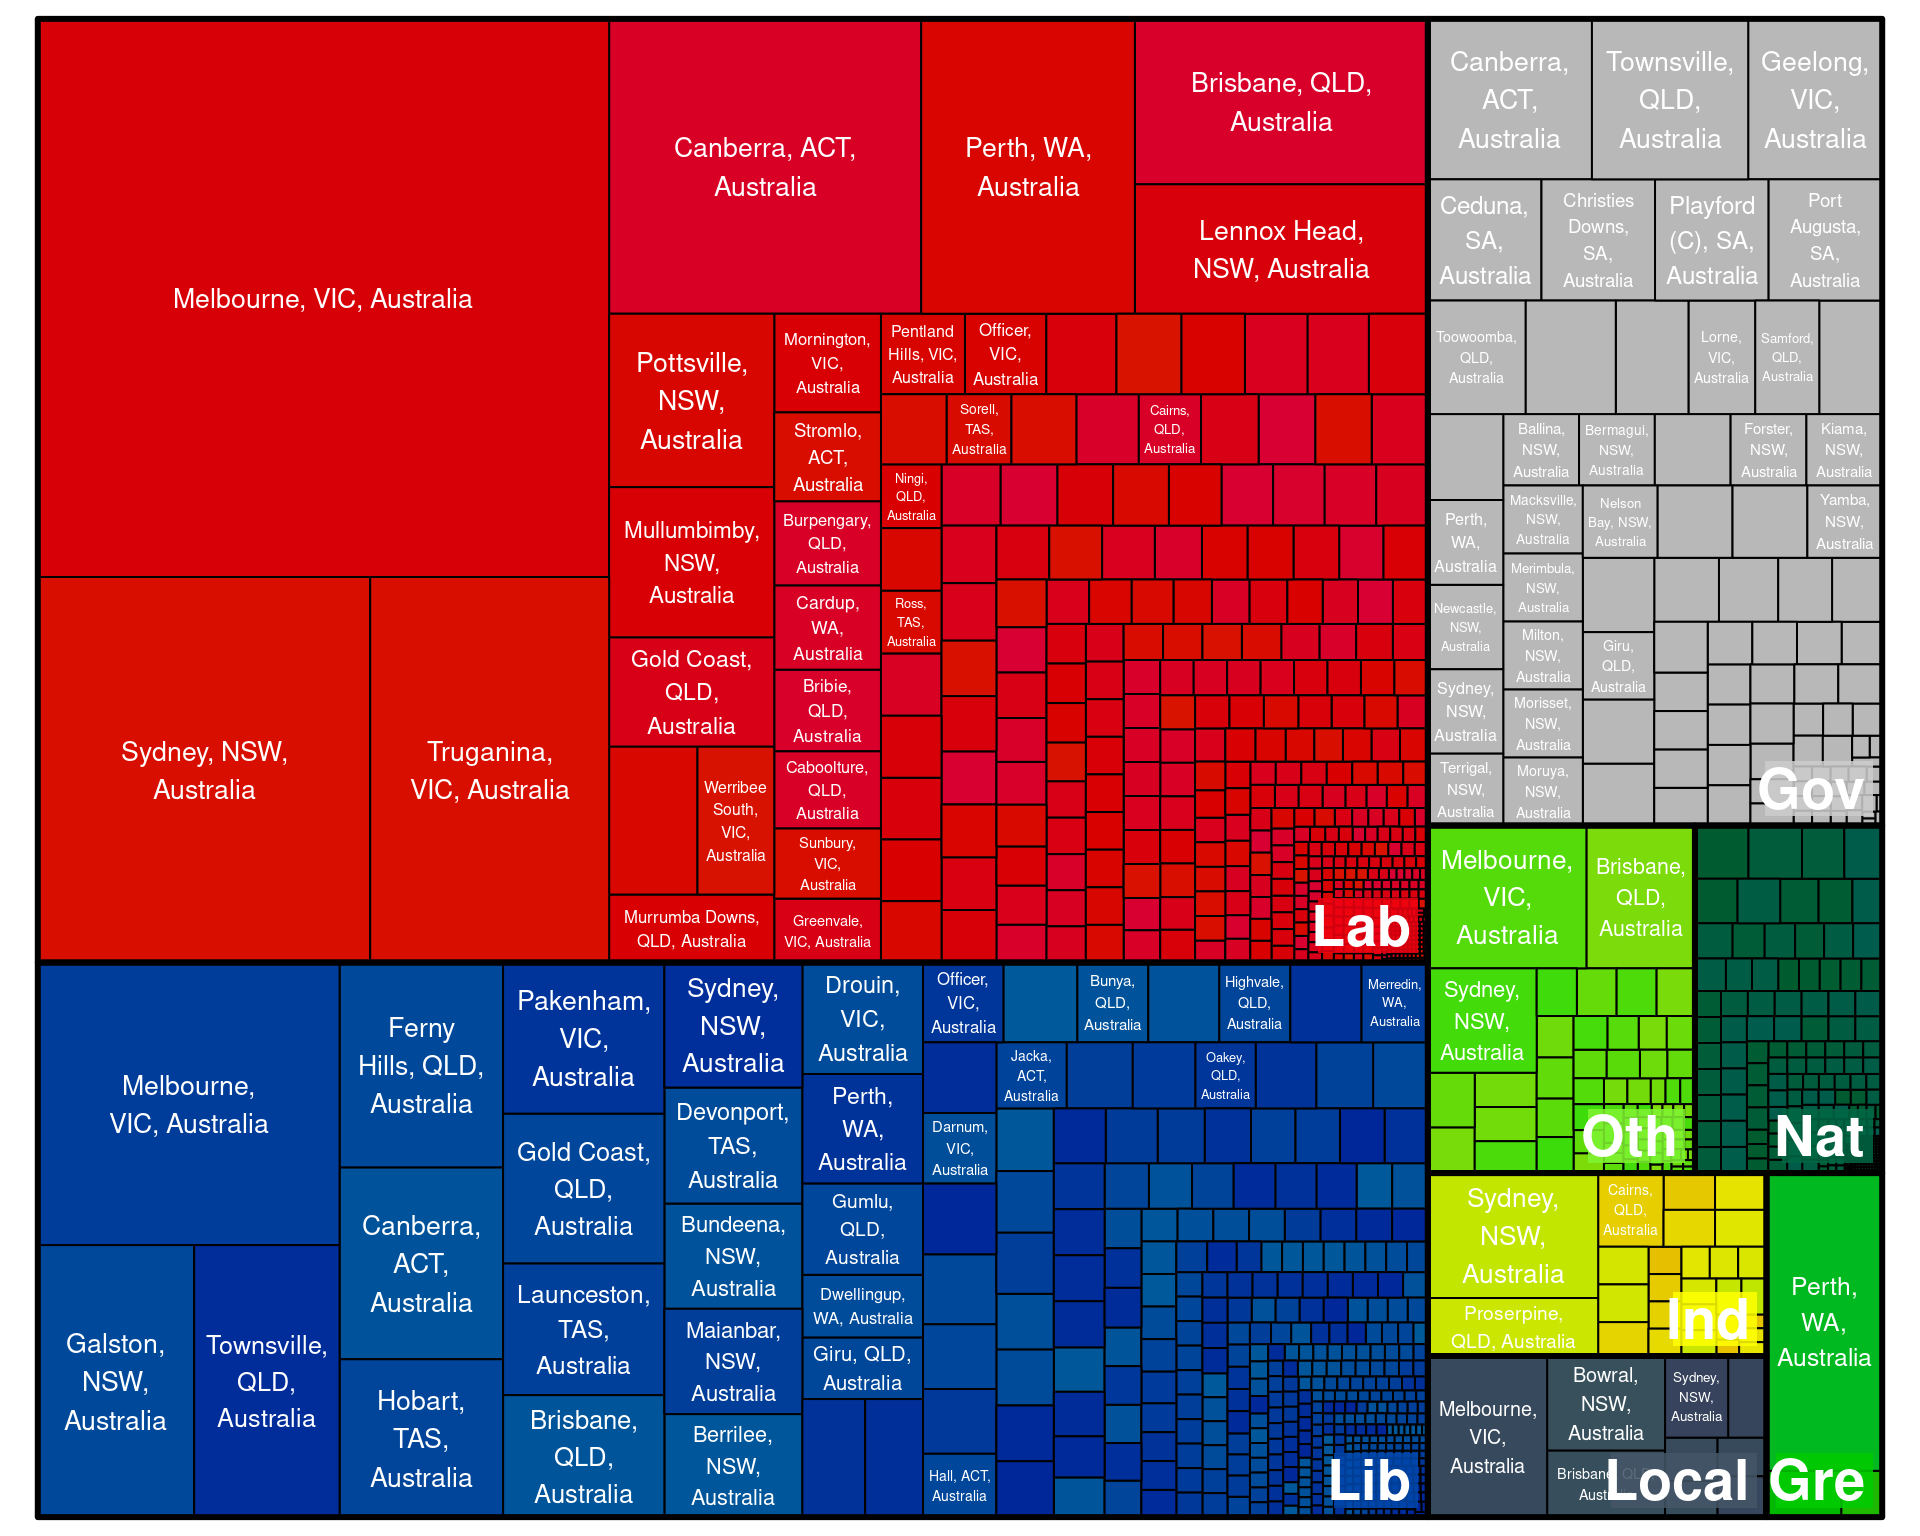 Melbourne, VIC, Australia
Sydney, NSW,
Australia
Truganina,
VIC, Australia
Canberra, ACT,
Australia
Perth, WA,
Australia
Brisbane, QLD,
Australia
Lennox Head,
NSW, Australia
Pottsville,
NSW,
Australia
Mullumbimby,
NSW,
Australia
Gold Coast,
QLD,
Australia
Werribee
South,
VIC,
Australia
Murrumba Downs,
QLD, Australia
Mornington,
VIC,
Australia
Stromlo,
ACT,
Australia
Burpengary,
QLD,
Australia
Cardup,
WA,
Australia
Bribie,
QLD,
Australia
Caboolture,
QLD,
Australia
Sunbury,
VIC,
Australia
Greenvale,
VIC, Australia
Pentland
Hills, VIC,
Australia
Officer,
VIC,
Australia
Sorell,
TAS,
Australia
Cairns,
QLD,
Australia
Ningi,
QLD,
Australia
Ross,
TAS,
Australia
Lab
Melbourne,
VIC, Australia
Galston,
NSW,
Australia
Townsville,
QLD,
Australia
Ferny
Hills, QLD,
Australia
Canberra,
ACT,
Australia
Hobart,
TAS,
Australia
Pakenham,
VIC,
Australia
Gold Coast,
QLD,
Australia
Launceston,
TAS,
Australia
Brisbane,
QLD,
Australia
Sydney,
NSW,
Australia
Devonport,
TAS,
Australia
Bundeena,
NSW,
Australia
Maianbar,
NSW,
Australia
Berrilee,
NSW,
Australia
Drouin,
VIC,
Australia
Perth,
WA,
Australia
Gumlu,
QLD,
Australia
Dwellingup,
WA, Australia
Giru, QLD,
Australia
Officer,
VIC,
Australia
Bunya,
QLD,
Australia
Highvale,
QLD,
Australia
Merredin,
WA,
Australia
Jacka,
ACT,
Australia
Oakey,
QLD,
Australia
Darnum,
VIC,
Australia
Hall, ACT,
Australia
Lib
Canberra,
ACT,
Australia
Townsville,
QLD,
Australia
Geelong,
VIC,
Australia
Ceduna,
SA,
Australia
Christies
Downs,
SA,
Australia
Playford
(C), SA,
Australia
Port
Augusta,
SA,
Australia
Toowoomba,
QLD,
Australia
Lorne,
VIC,
Australia
Samford,
QLD,
Australia
Perth,
WA,
Australia
Newcastle,
NSW,
Australia
Sydney,
NSW,
Australia
Terrigal,
NSW,
Australia
Ballina,
NSW,
Australia
Bermagui,
NSW,
Australia
Forster,
NSW,
Australia
Kiama,
NSW,
Australia
Macksville,
NSW,
Australia
Nelson
Bay, NSW,
Australia
Yamba,
NSW,
Australia
Merimbula,
NSW,
Australia
Milton,
NSW,
Australia
Giru,
QLD,
Australia
Morisset,
NSW,
Australia
Moruya,
NSW,
Australia
Gov
Melbourne,
VIC,
Australia
Brisbane,
QLD,
Australia
Sydney,
NSW,
Australia
Oth
Nat
Sydney,
NSW,
Australia
Proserpine,
QLD, Australia
Cairns,
QLD,
Australia
Ind
Melbourne,
VIC,
Australia
Bowral,
NSW,
Australia
Sydney,
NSW,
Australia
Brisbane, QLD,
Local
Perth,
WA,
Australia
Gre